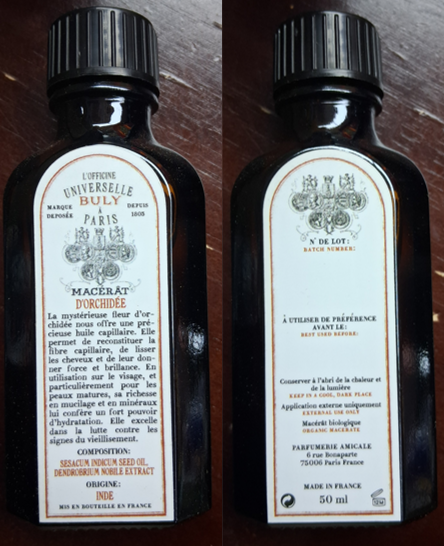 L'OFFICINE
UNIVERSELLE
BULY
MARQUE DÉPOSÉE
À
DEPUIS 1803
PARIS
MACÉRÂT
D'ORCHIDÉE
La mystérieuse fleur d'or-
chidée nous offre une pré-
cieuse huile capillaire. Elle
permet de reconstituer la
fibre capillaire, de lisser
les cheveux et de leur don-
ner force et brillance. En
utilisation sur le visage, et
particulièrement pour les
peaux matures, sa richesse
en mucilage et en minéraux
lui confère un fort pouvoir
d'hydratation. Elle excelle
dans la lutte contre les
signes du vieillissement.
COMPOSITION:
SESACUM INDICUM SEED OIL,
DENDROBRIUM NOBILE EXTRACT
ORIGINE:
INDE
MIS EN BOUTEILLE EN FRANCE
N° DE LOT:
BATCH NUMBER:
À UTILISER DE PRÉFÉRENCE
AVANT LE:
BEST USED BEFORE:
Conserver à l'abri de la chaleur et
de la lumière
KEEP IN A COOL, DARK PLACE
Application externe uniquement
EXTERNAL USE ONLY
Macérât biologique
ORGANIC MACERATE
PARFUMERIE AMICALE
6 rue Bonaparte
75006 Paris France
MADE IN FRANCE
50 ml
12M